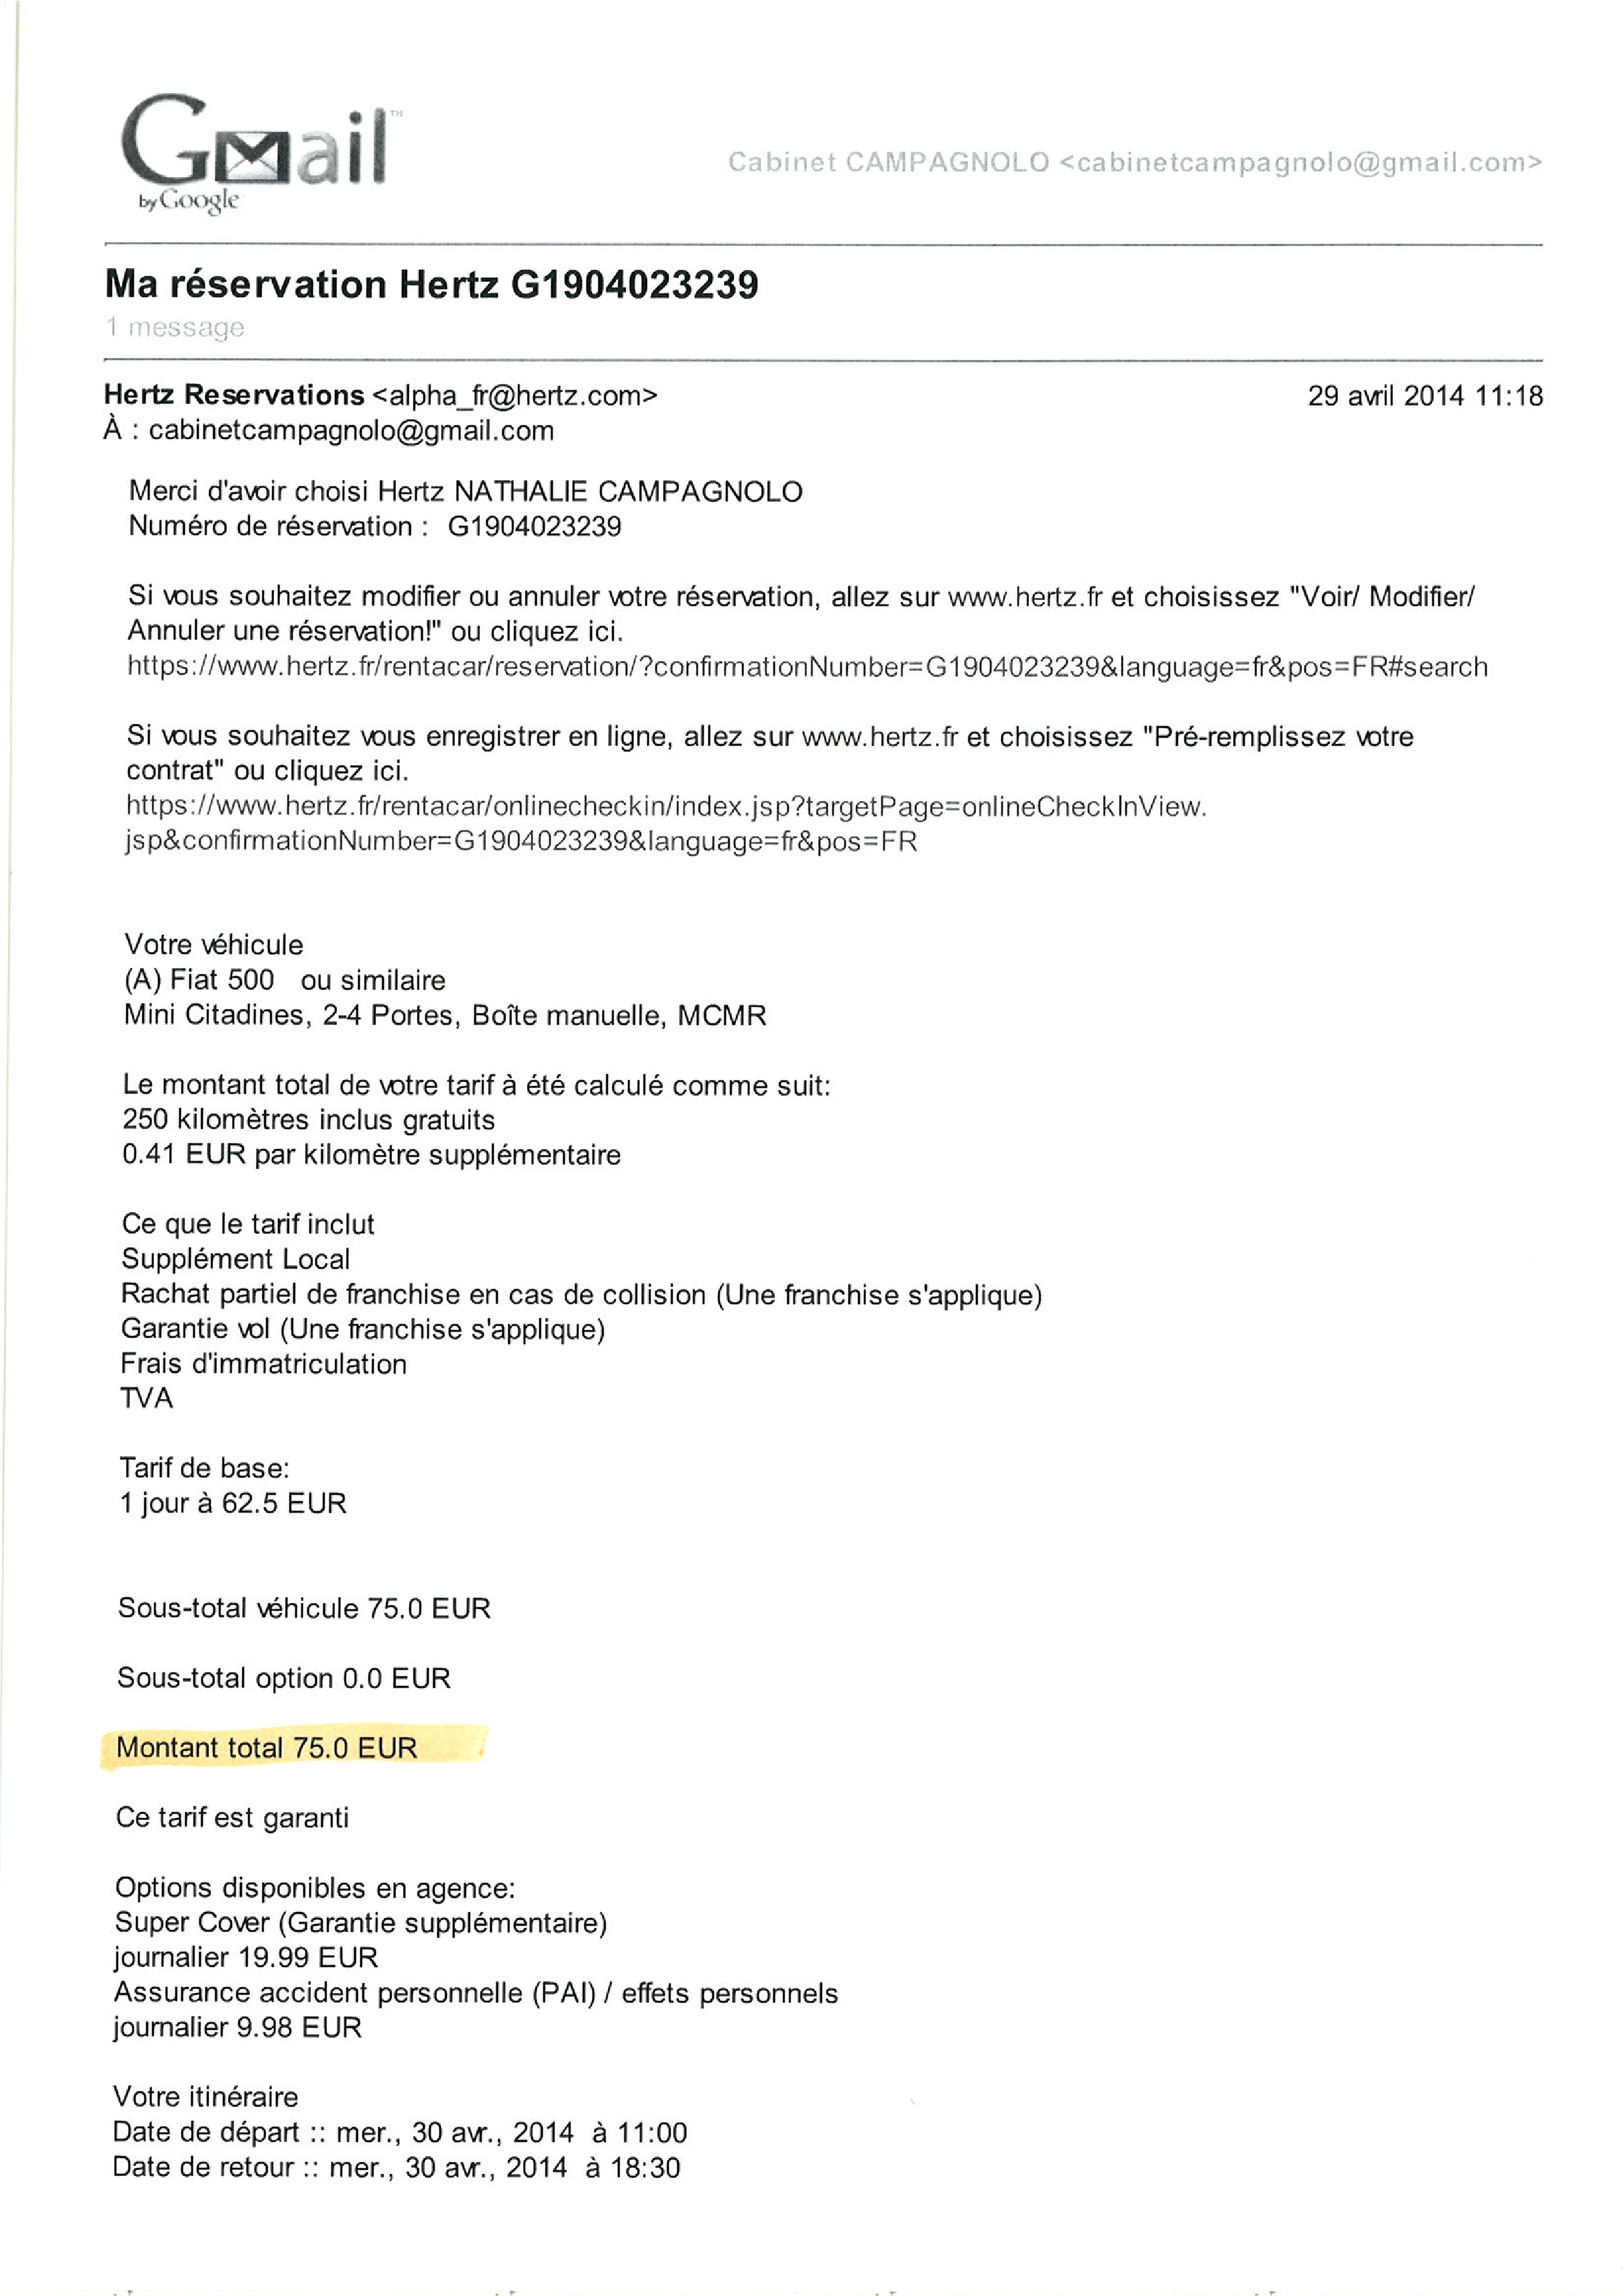 Gmail™
by Google
Cabinet CAMPAGNOLO <cabinetcampagnolo@gmail.com>
Ma réservation Hertz G1904023239
1 message
Hertz Reservations <alpha_fr@hertz.com> 29 avril 2014 11:18
À : cabinetcampagnolo@gmail.com
Merci d'avoir choisi Hertz NATHALIE CAMPAGNOLO
Numéro de réservation : G1904023239
Si vous souhaitez modifier ou annuler votre réservation, allez sur www.hertz.fr et choisissez "Voir/ Modifier/
Annuler une réservation!" ou cliquez ici.
https://www.hertz.fr/rentacar/reservation/?confirmationNumber=G1904023239&language=fr&pos=FR#search
Si vous souhaitez vous enregistrer en ligne, allez sur www.hertz.fr et choisissez "Pré-remplissez votre
contrat" ou cliquez ici.
https://www.hertz.fr/rentacar/onlinecheckin/index.jsp?targetPage=onlineCheckInView.
jsp&confirmationNumber=G1904023239&language=fr&pos=FR
Votre véhicule
(A) Fiat 500 ou similaire
Mini Citadines, 2-4 Portes, Boîte manuelle, MCMR
Le montant total de votre tarif à été calculé comme suit:
250 kilomètres inclus gratuits
0.41 EUR par kilomètre supplémentaire
Ce que le tarif inclut
Supplément Local
Rachat partiel de franchise en cas de collision (Une franchise s'applique)
Garantie vol (Une franchise s'applique)
Frais d'immatriculation
TVA
Tarif de base:
1 jour à 62.5 EUR
Sous-total véhicule 75.0 EUR
Sous-total option 0.0 EUR
Montant total 75.0 EUR
Ce tarif est garanti
Options disponibles en agence:
Super Cover (Garantie supplémentaire)
journalier 19.99 EUR
Assurance accident personnelle (PAI) / effets personnels
journalier 9.98 EUR
Votre itinéraire
Date de départ :: mer., 30 avr., 2014 à 11:00
Date de retour :: mer., 30 avr., 2014 à 18:30